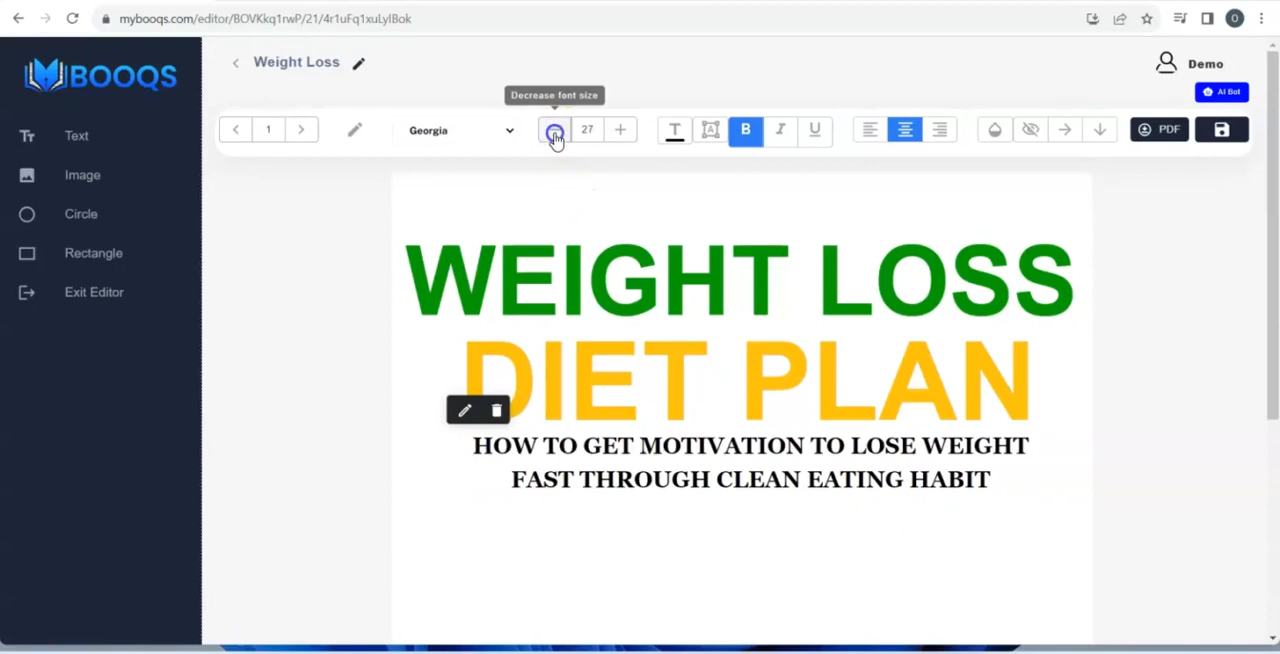 mybooqs.com/editor/BOVKkq1rwP/21/4r1uFq1xuLylBok
O
BOOQS
Weight Loss
Demo
AI Bot
Decrease font size
1
Georgia
27
T
A
B
I
U
PDF
Tт Text
Image
Circle
Rectangle
Exit Editor
WEIGHT LOSS
DIET PLAN
HOW TO GET MOTIVATION TO LOSE WEIGHT
FAST THROUGH CLEAN EATING HABIT